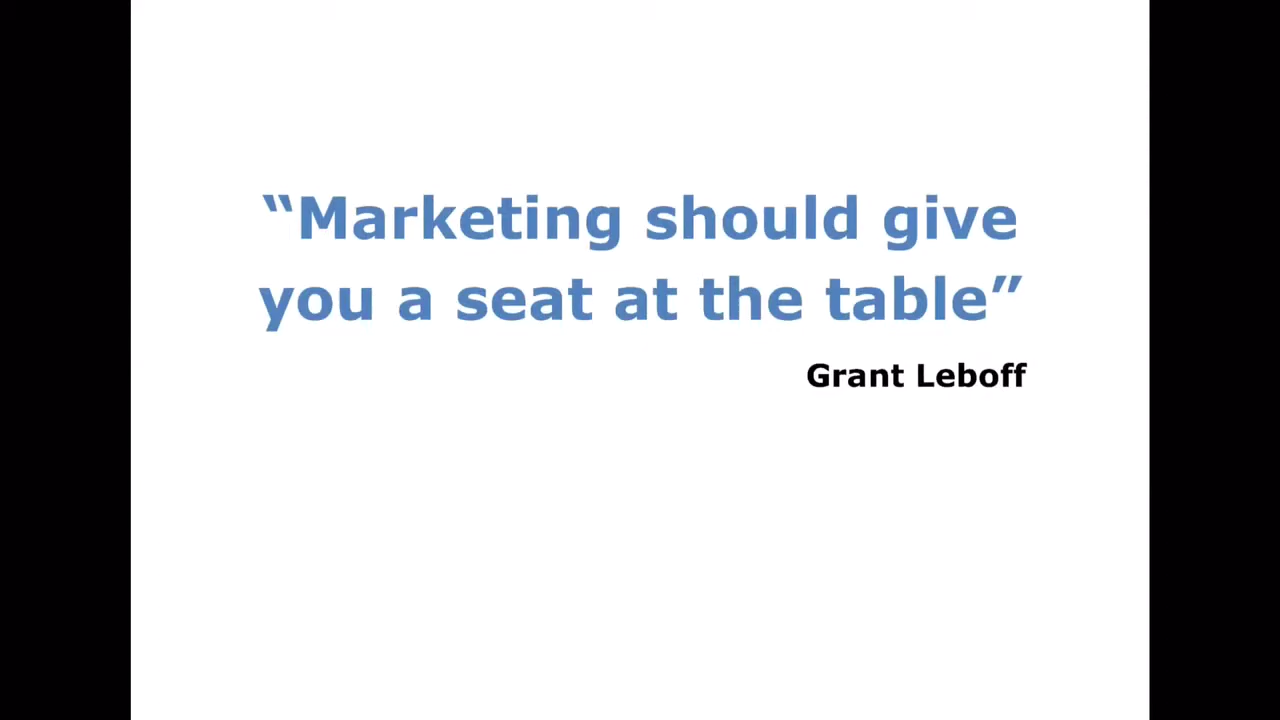 “Marketing should give
you a seat at the table”
Grant Leboff